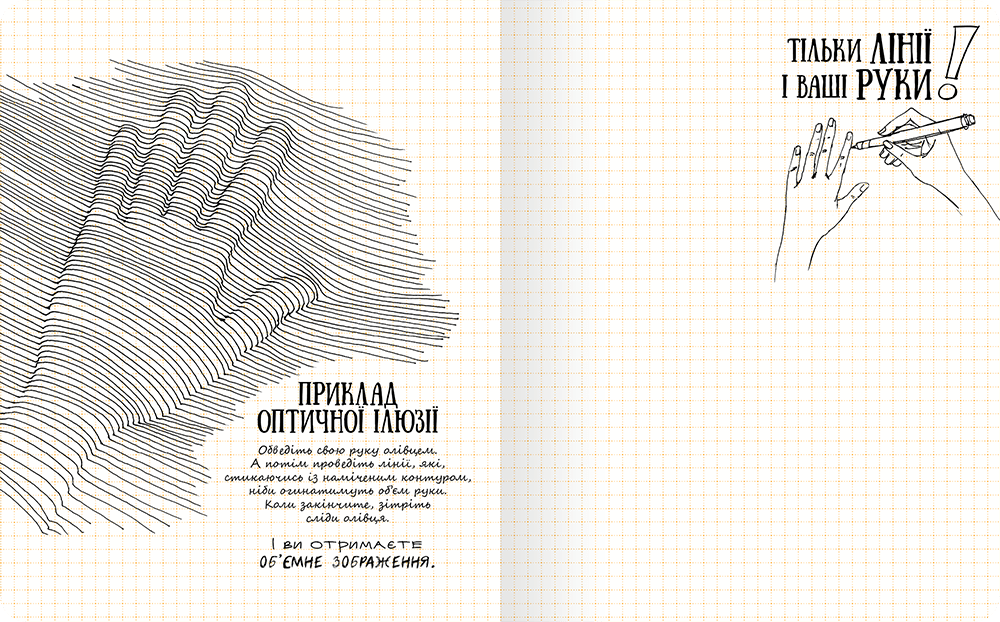 ПРИКЛАД
ОПТИЧНОЇ ІЛЮЗІЇ
Обведіть свою руку олівцем.
А потім проведіть лінії, які,
стикаючись із наміченим контуром,
ніби огинатимуть об'єм руки.
Коли закінчите, зітріть
сліди олівця.
І ВИ ОТРИМАЄТЕ
ОБ'ЄМНЕ ЗОБРАЖЕННЯ.
ТІЛЬКИ ЛІНІЇ
І ВАШІ РУКИ!